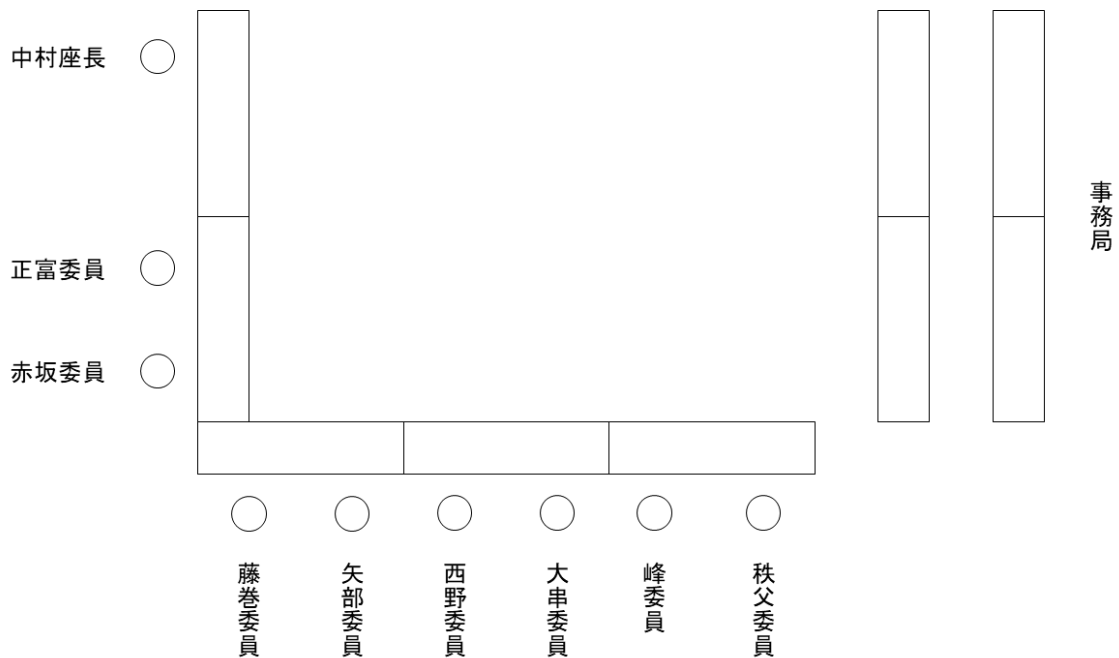 中村座長
正富委員
赤坂委員
事務局
藤巻委員
矢部委員
西野委員
大串委員
峰委員
秩父委員